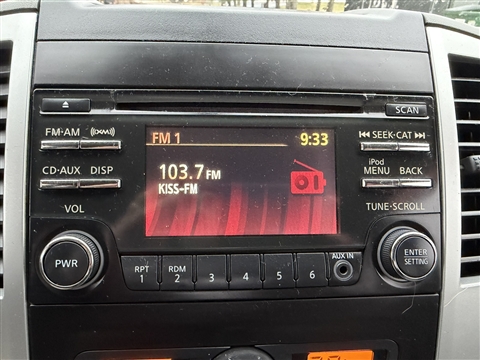 SCAN
FM·AM (((XM)))
FM 1 9:33
SEEK·CAT
CD·AUX DISP
103.7 FM
KISS-FM
iPod
MENU BACK
VOL
TUNE·SCROLL
PWR
RPT
1
RDM
2
3
4
5
6
AUX IN
ENTER
SETTING